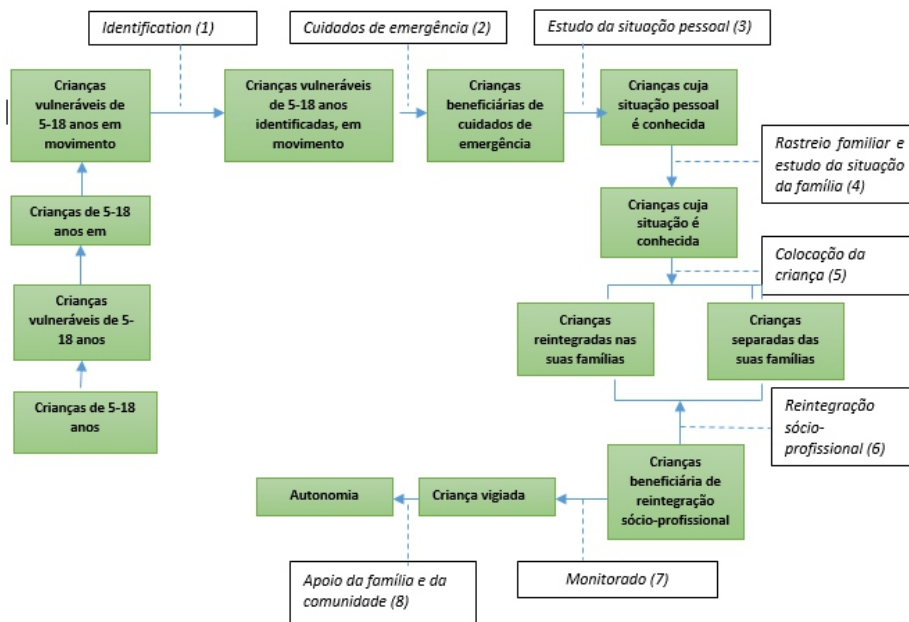 Identification (1)
Cuidados de emergência (2)
Estudo da situação pessoal (3)
Crianças
vulneráveis de
5-18 anos em
movimento
Crianças vulneráveis
de 5-18 anos
identificadas, em
movimento
Crianças
beneficiárias de
cuidados de
emergência
Crianças cuja
situação pessoal
é conhecida
Rastreio familiar e
estudo da situação
da família (4)
Crianças de 5-18
anos em
Crianças cuja
situação é
conhecida
Colocação da
criança (5)
Crianças
vulneráveis de 5-
18 anos
Crianças
reintegradas nas
suas famílias
Crianças
separadas das
suas famílias
Crianças de 5-18
anos
Reintegração
sócio-
profissional (6)
Crianças
beneficiária de
reintegração
sócio-profissional
Criança vigiada
Autonomia
Apoio da família e da
comunidade (8)
Monitorado (7)